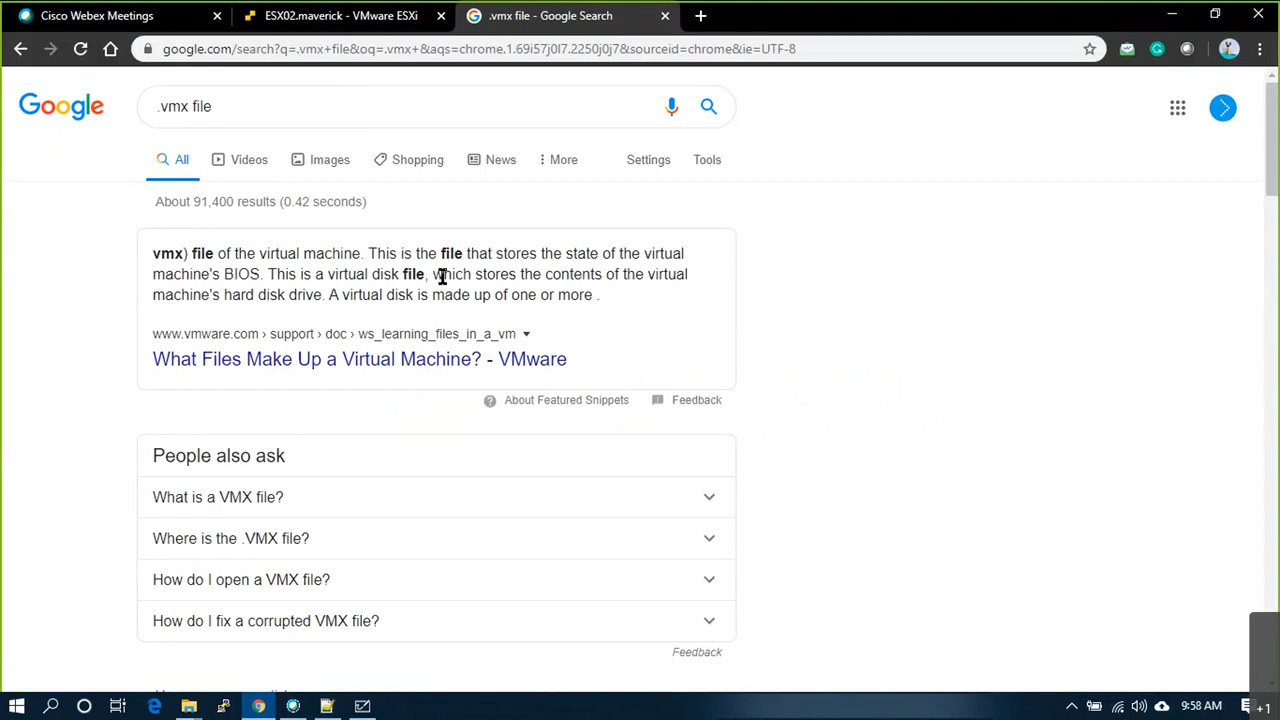 Cisco Webex Meetings
ESX02.maverick - VMware ESXi
.vmx file - Google Search
google.com/search?q=.vmx+file&oq=.vmx+&aqs=chrome.1.69i57j0l7.2250j0j7&sourceid=chrome&ie=UTF-8
Google
.vmx file
All
Videos
Images
Shopping
News
More
Settings
Tools
About 91,400 results (0.42 seconds)
vmx) file of the virtual machine. This is the file that stores the state of the virtual
machine's BIOS. This is a virtual disk file, which stores the contents of the virtual
machine's hard disk drive. A virtual disk is made up of one or more .
www.vmware.com › support › doc › ws_learning_files_in_a_vm
What Files Make Up a Virtual Machine? - VMware
About Featured Snippets
Feedback
People also ask
What is a VMX file?
Where is the .VMX file?
How do I open a VMX file?
How do I fix a corrupted VMX file?
Feedback
9:58 AM
+1